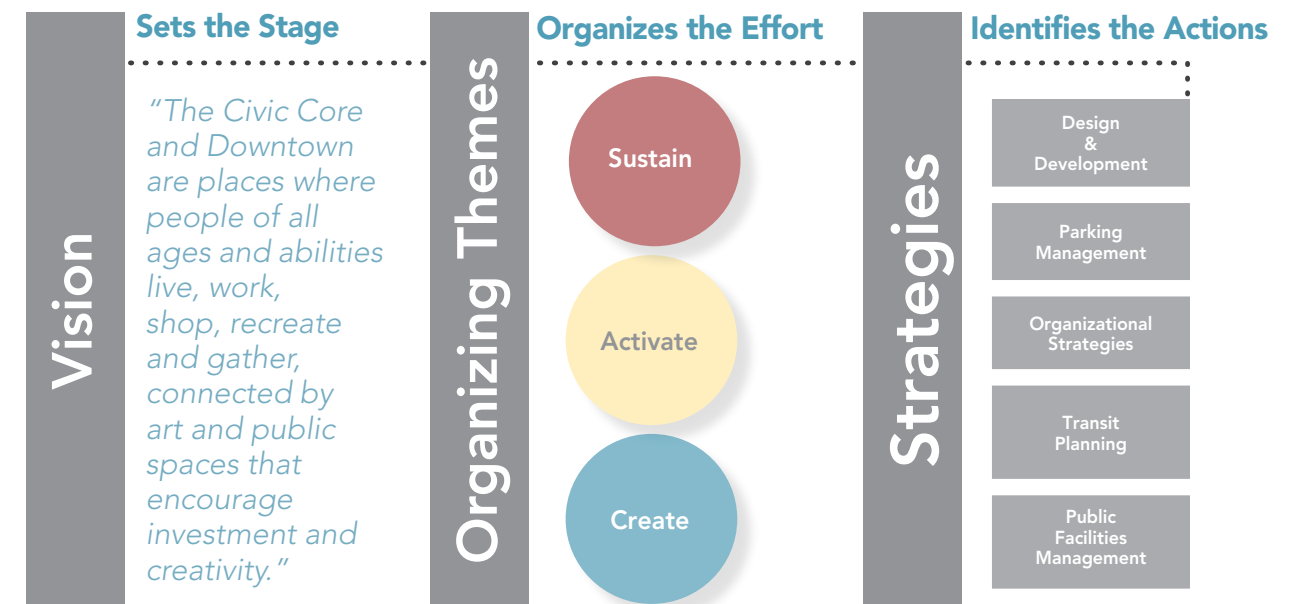 Vision
Sets the Stage
“The Civic Core
and Downtown
are places where
people of all
ages and abilities
live, work,
shop, recreate
and gather,
connected by
art and public
spaces that
encourage
investment and
creativity.”
Organizing Themes
Organizes the Effort
Sustain
Activate
Create
Strategies
Identifies the Actions
Design
&
Development
Parking
Management
Organizational
Strategies
Transit
Planning
Public
Facilities
Management